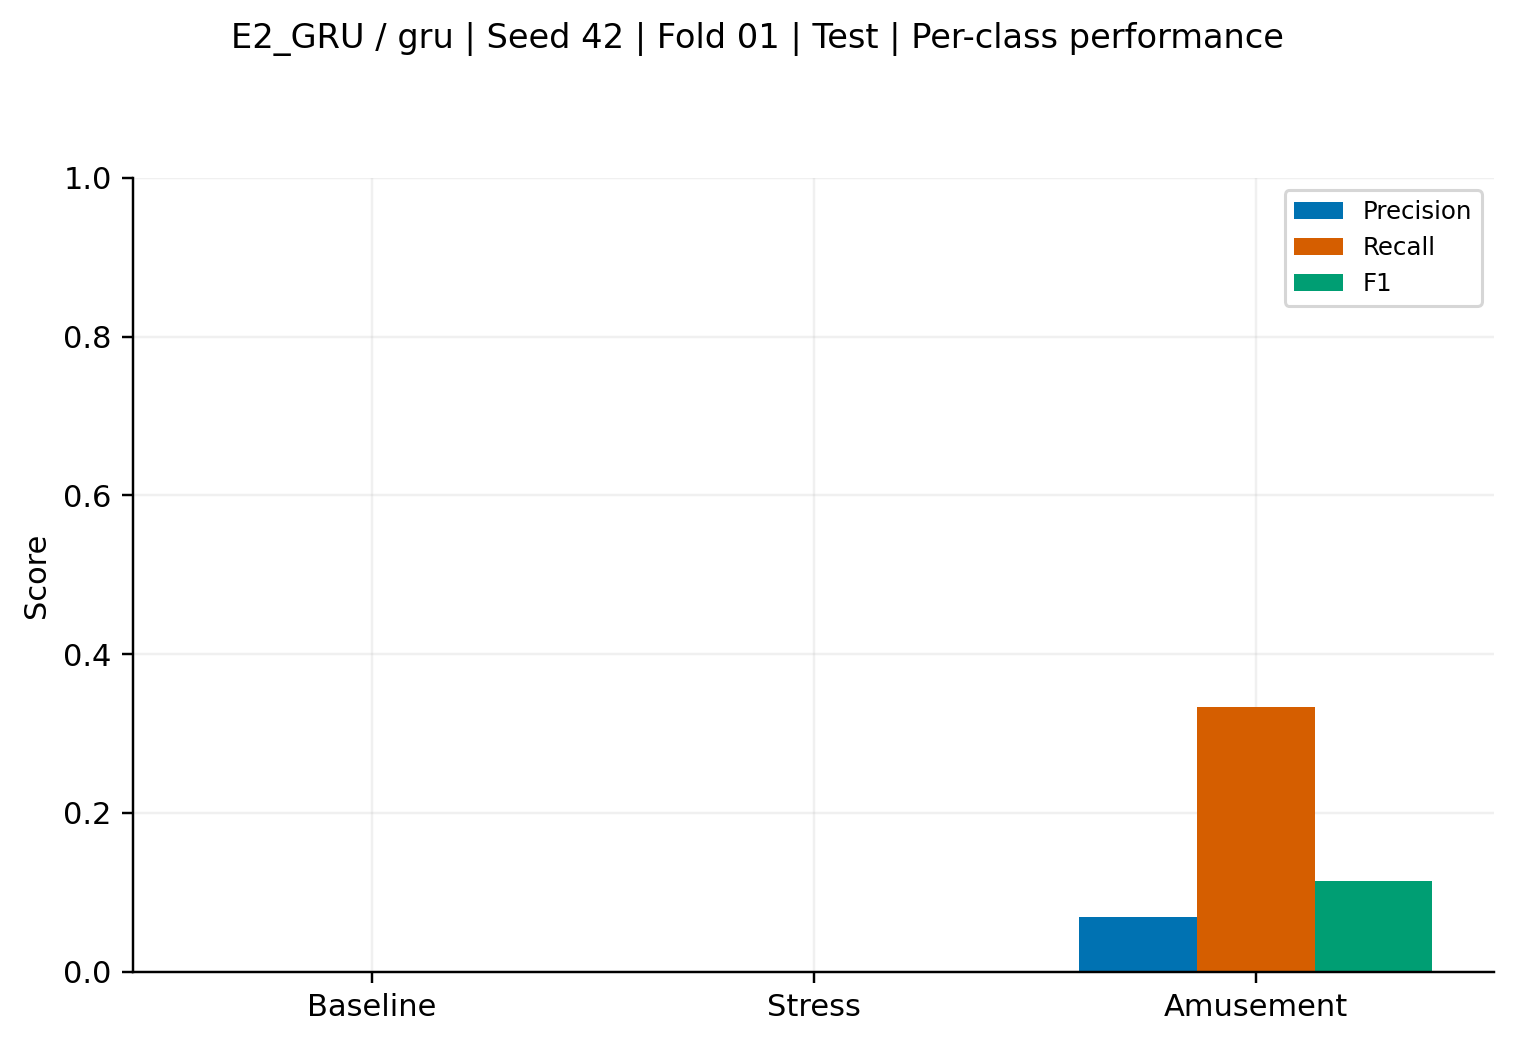 E2_GRU / gru | Seed 42 | Fold 01 | Test | Per-class performance
1.0
0.8
0.6
0.4
0.2
0.0
Score
Precision
Recall
F1
Baseline
Stress
Amusement